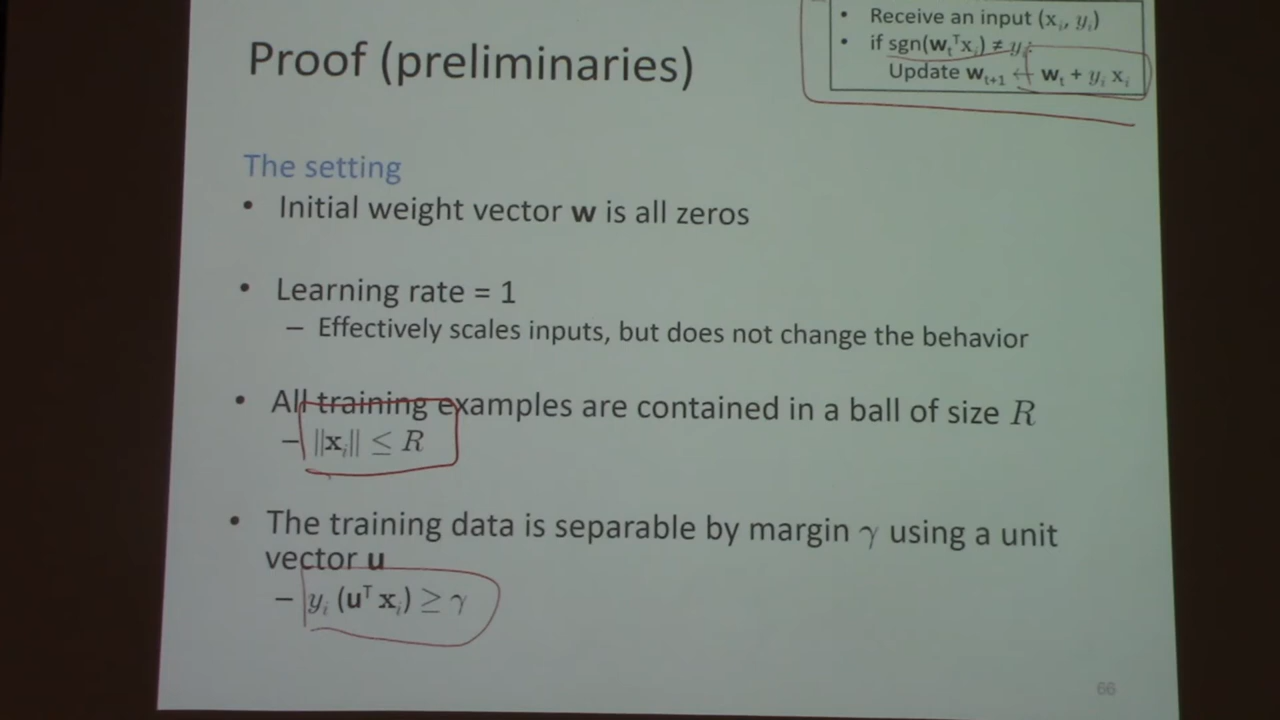 • Receive an input (xᵢ, yᵢ)
• if sgn(wₜᵀxᵢ) ≠ yᵢ:
Update wₜ₊₁ ← wₜ + yᵢ xᵢ
Proof (preliminaries)
The setting
• Initial weight vector w is all zeros
• Learning rate = 1
– Effectively scales inputs, but does not change the behavior
• All training examples are contained in a ball of size R
– ||xᵢ|| ≤ R
• The training data is separable by margin γ using a unit
vector u
– yᵢ (uᵀ xᵢ) ≥ γ
66